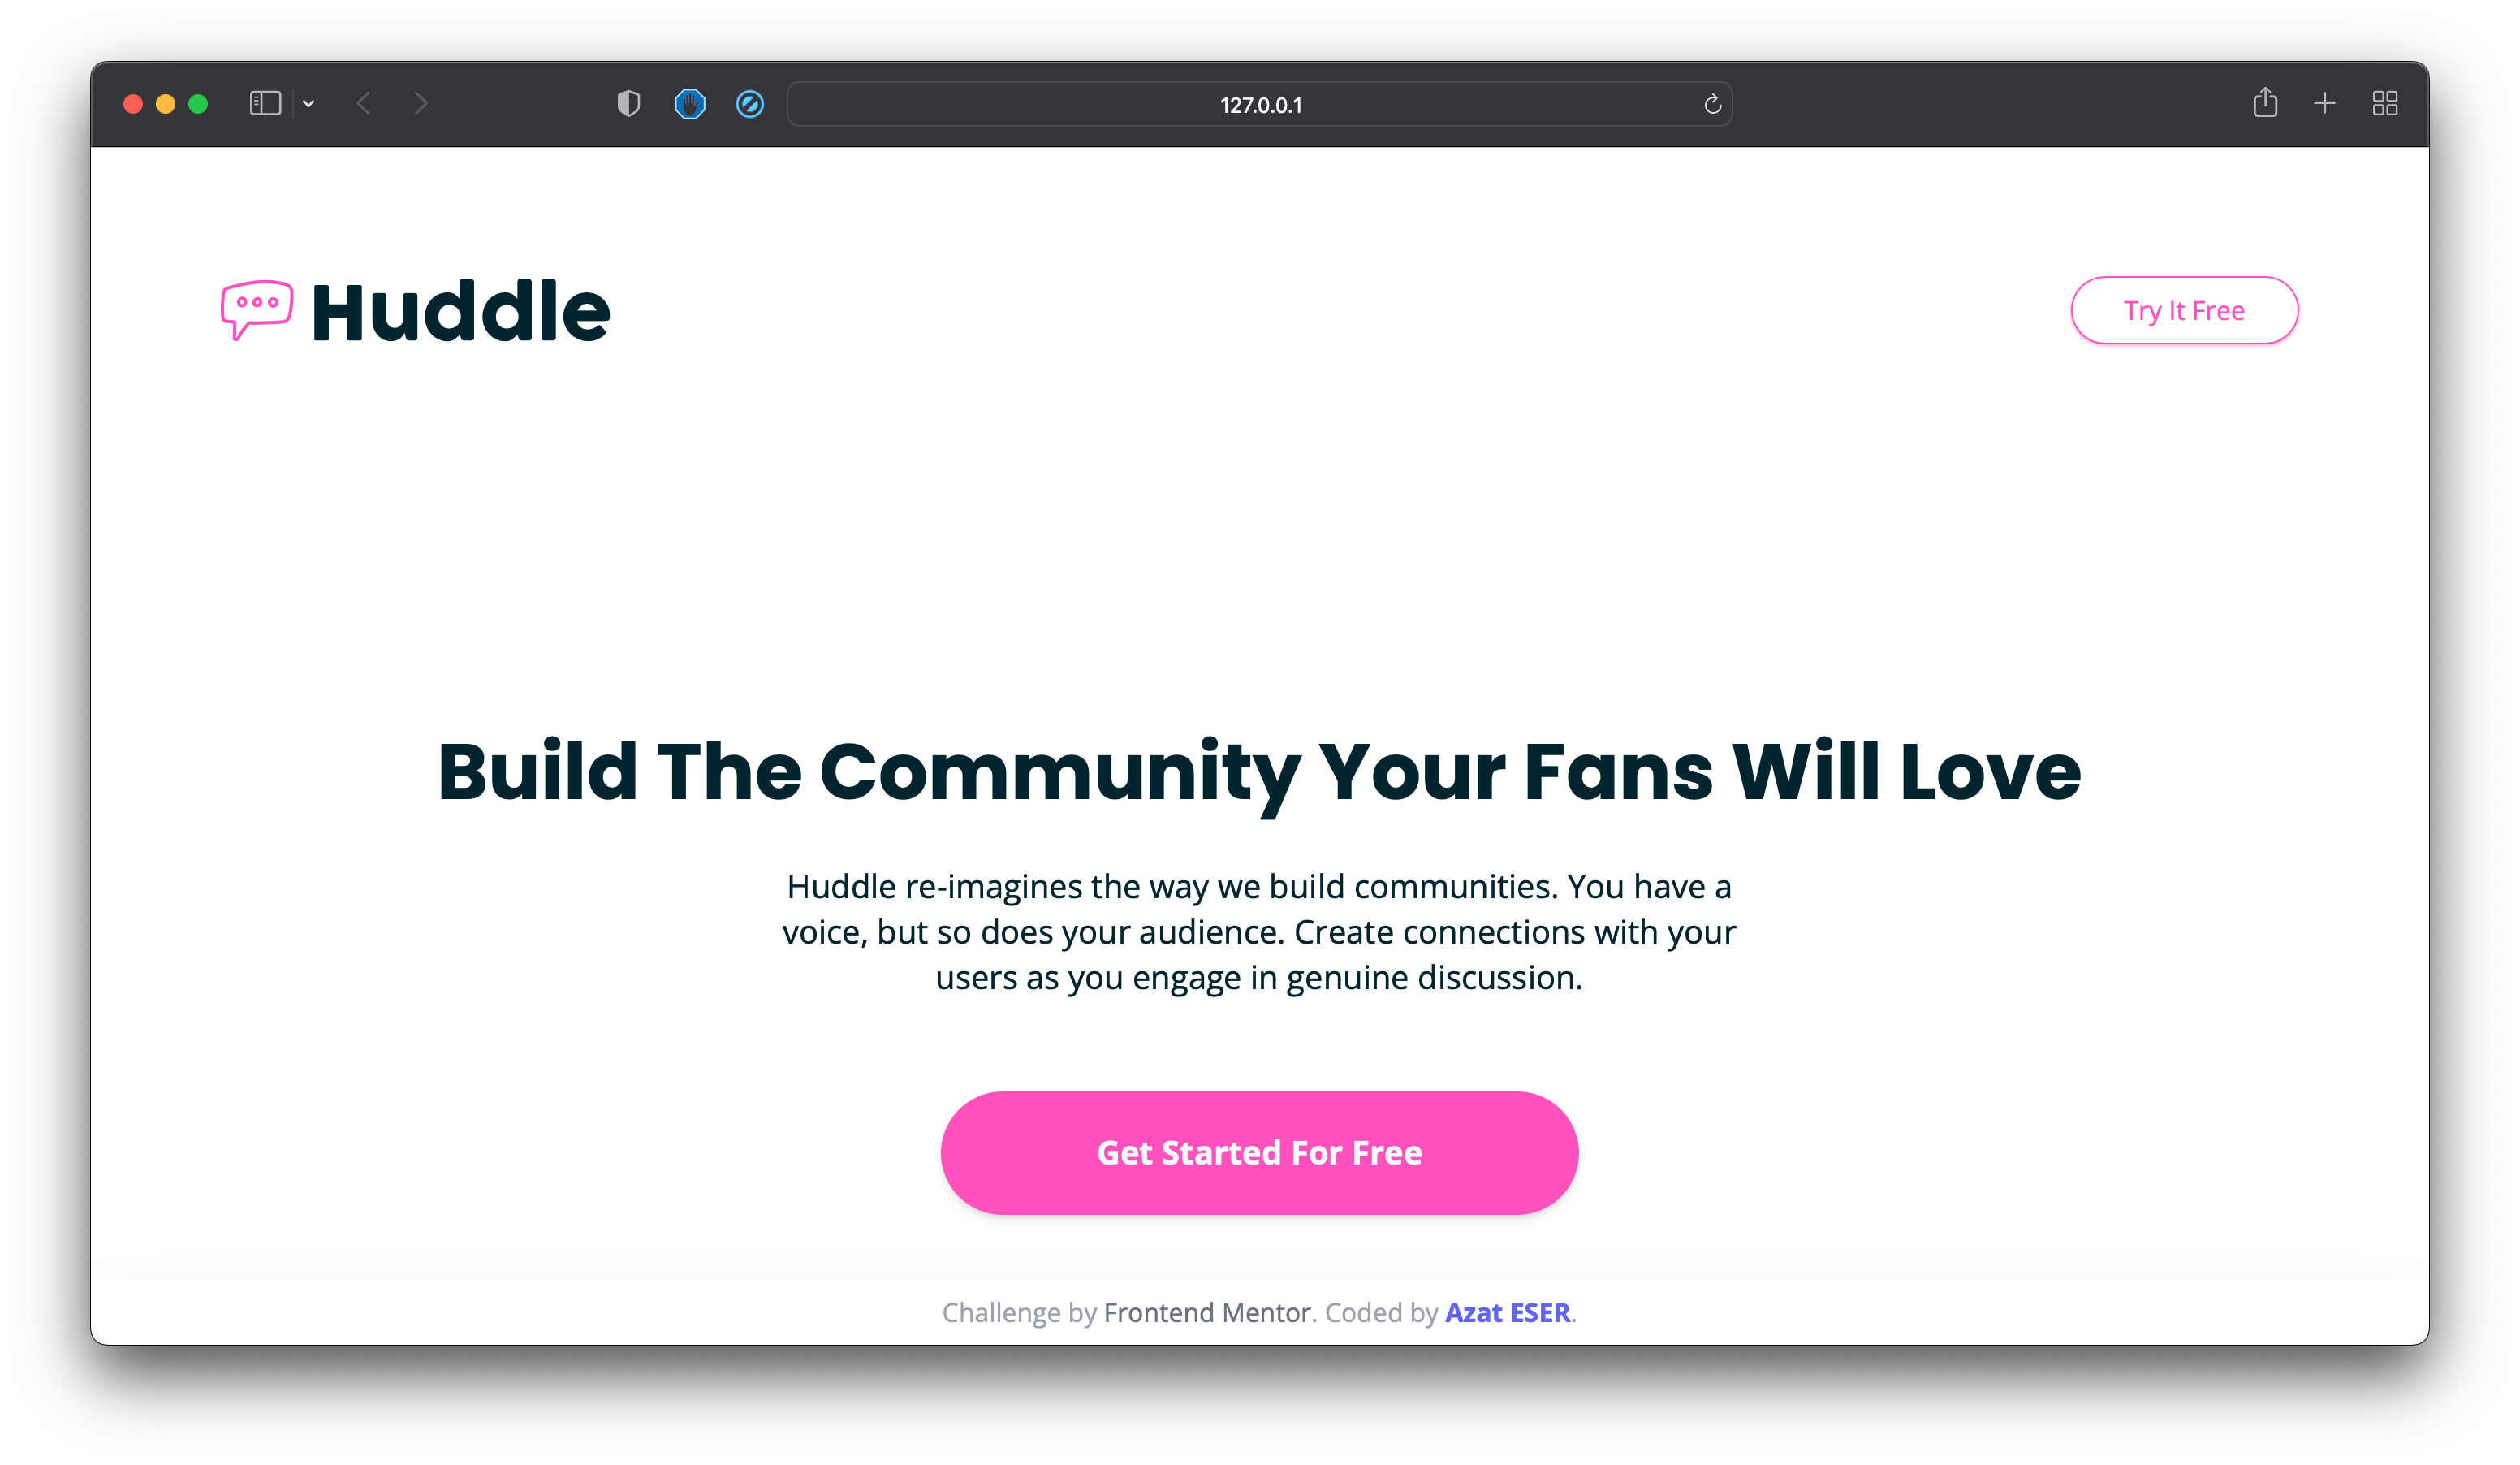 127.0.0.1
Huddle
Try It Free
Build The Community Your Fans Will Love
Huddle re-imagines the way we build communities. You have a
voice, but so does your audience. Create connections with your
users as you engage in genuine discussion.
Get Started For Free
Challenge by Frontend Mentor. Coded by Azat ESER.